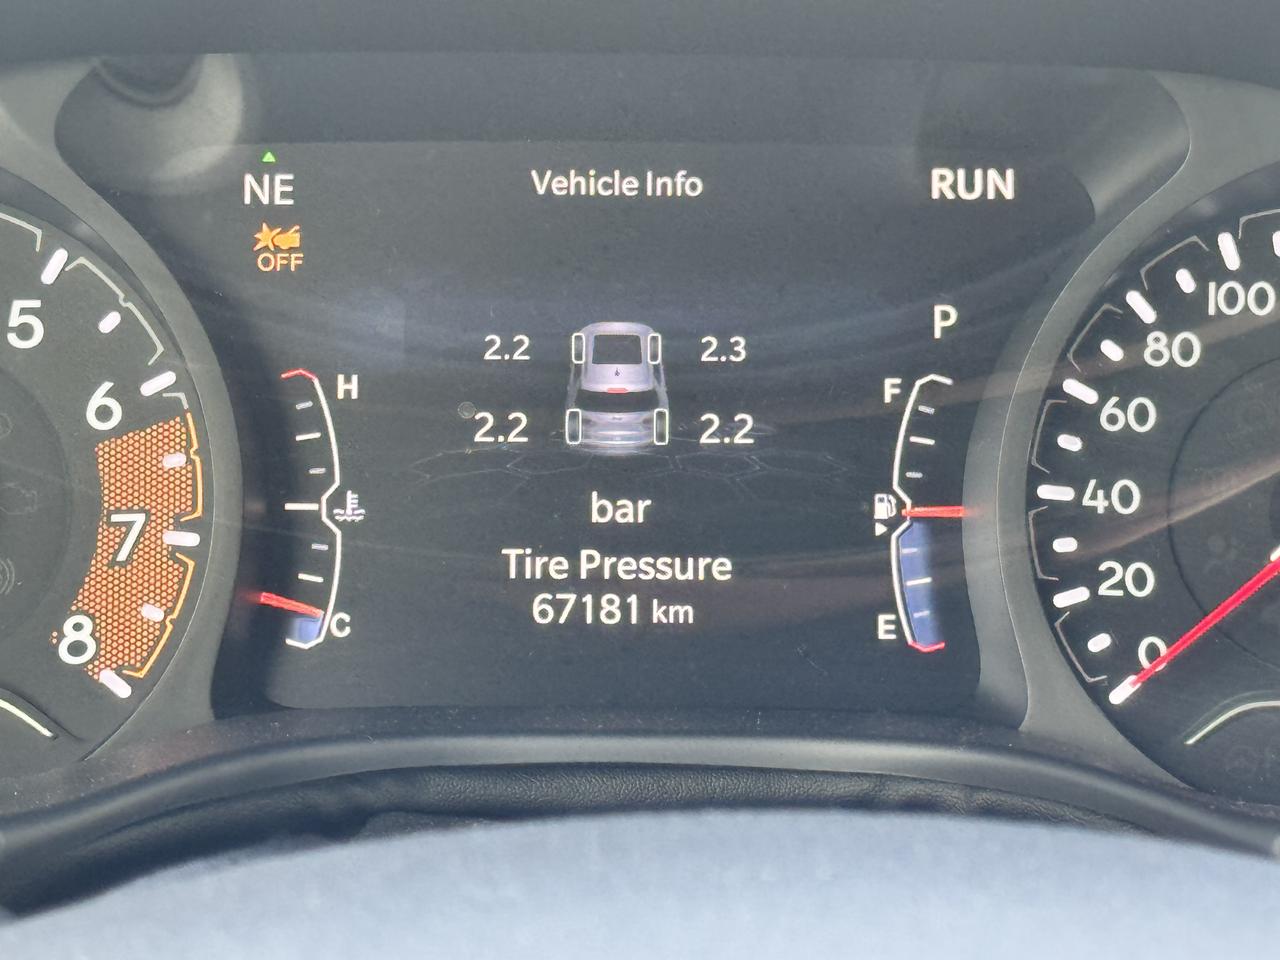 NE
Vehicle Info
RUN
OFF
P
2.2 2.3
2.2 2.2
bar
Tire Pressure
67181 km
H
C
F
E
5
6
7
8
100
80
60
40
20
0